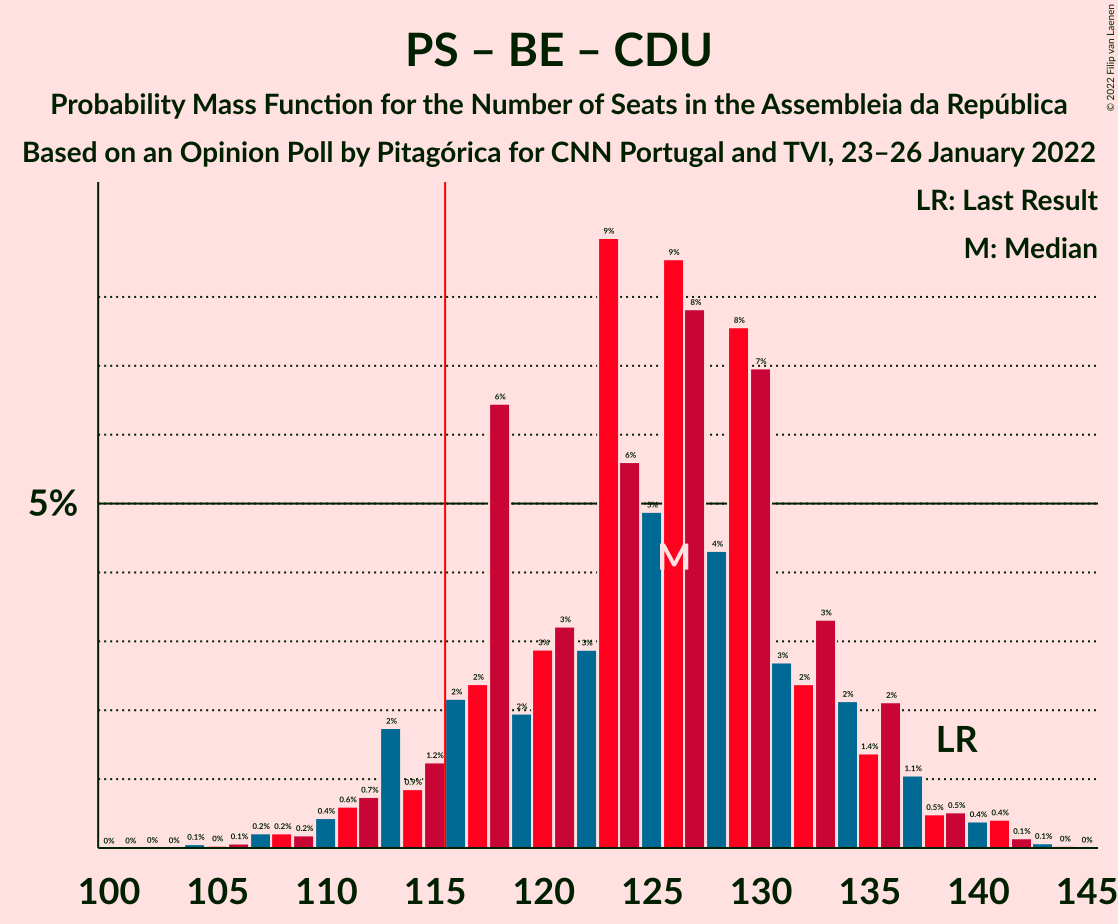 PS – BE – CDU
Probability Mass Function for the Number of Seats in the Assembleia da República
Based on an Opinion Poll by Pitagórica for CNN Portugal and TVI, 23–26 January 2022
© 2022 Filip van Laenen
LR: Last Result
M: Median
5%
0% 0% 0% 0% 0.1% 0% 0.1% 0.2% 0.2% 0.2% 0.4% 0.6% 0.7% 2% 0.9% 1.2% 2% 2% 6% 2% 3% 3% 3% 9% 6% 5% 9% 8% 4% 8% 7% 3% 2% 3% 2% 1.4% 2% 1.1% 0.5% 0.5% 0.4% 0.4% 0.1% 0.1% 0% 0%
M
LR
100 105 110 115 120 125 130 135 140 145